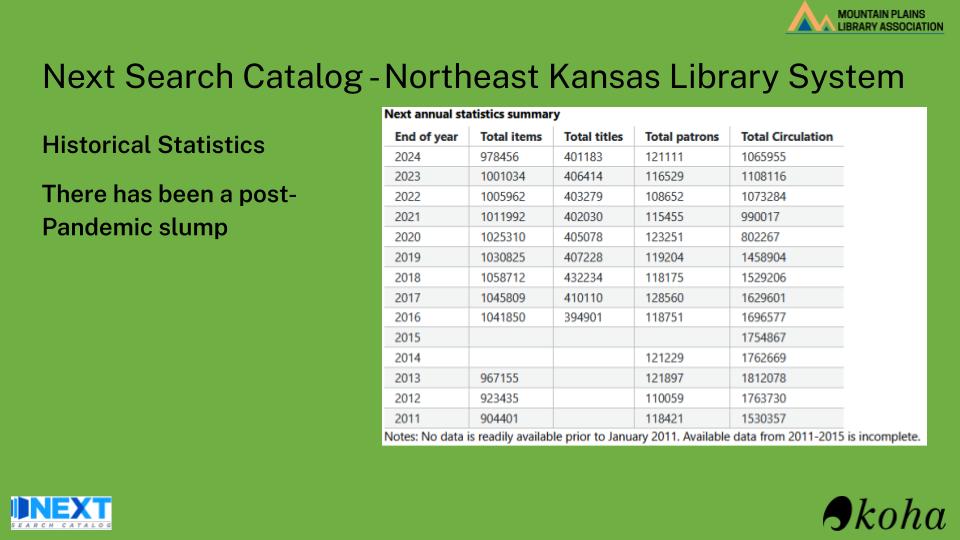 MOUNTAIN PLAINS
LIBRARY ASSOCIATION
Next Search Catalog - Northeast Kansas Library System
Historical Statistics
There has been a post-
Pandemic slump
Next annual statistics summary
End of year Total items Total titles Total patrons Total Circulation
2024 978456 401183 121111 1065955
2023 1001034 406414 116529 1108116
2022 1005962 403279 108652 1073284
2021 1011992 402030 115455 990017
2020 1025310 405078 123251 802267
2019 1030825 407228 119204 1458904
2018 1058712 432234 118175 1529206
2017 1045809 410110 128560 1629601
2016 1041850 394901 118751 1696577
2015 1754867
2014 121229 1762669
2013 967155 121897 1812078
2012 923435 110059 1763730
2011 904401 118421 1530357
Notes: No data is readily available prior to January 2011. Available data from 2011-2015 is incomplete.
NEXT
SEARCH CATALOG
koha